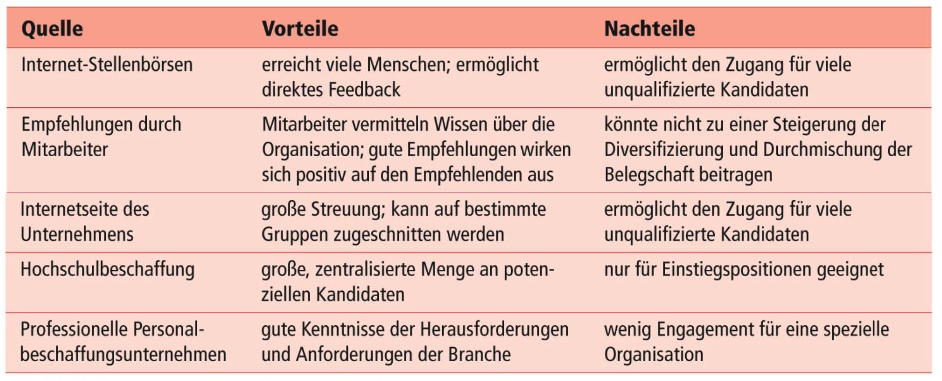 Quelle Vorteile Nachteile
Internet-Stellenbörsen erreicht viele Menschen; ermöglicht ermöglicht den Zugang für viele
direktes Feedback unqualifizierte Kandidaten
Empfehlungen durch Mitarbeiter vermitteln Wissen über die könnte nicht zu einer Steigerung der
Mitarbeiter Organisation; gute Empfehlungen wirken Diversifizierung und Durchmischung der
sich positiv auf den Empfehlenden aus Belegschaft beitragen
Internetseite des große Streuung; kann auf bestimmte ermöglicht den Zugang für viele
Unternehmens Gruppen zugeschnitten werden unqualifizierte Kandidaten
Hochschulbeschaffung große, zentralisierte Menge an poten- nur für Einstiegspositionen geeignet
ziellen Kandidaten
Professionelle Personal- gute Kenntnisse der Herausforderungen wenig Engagement für eine spezielle
beschaffungsunternehmen und Anforderungen der Branche Organisation